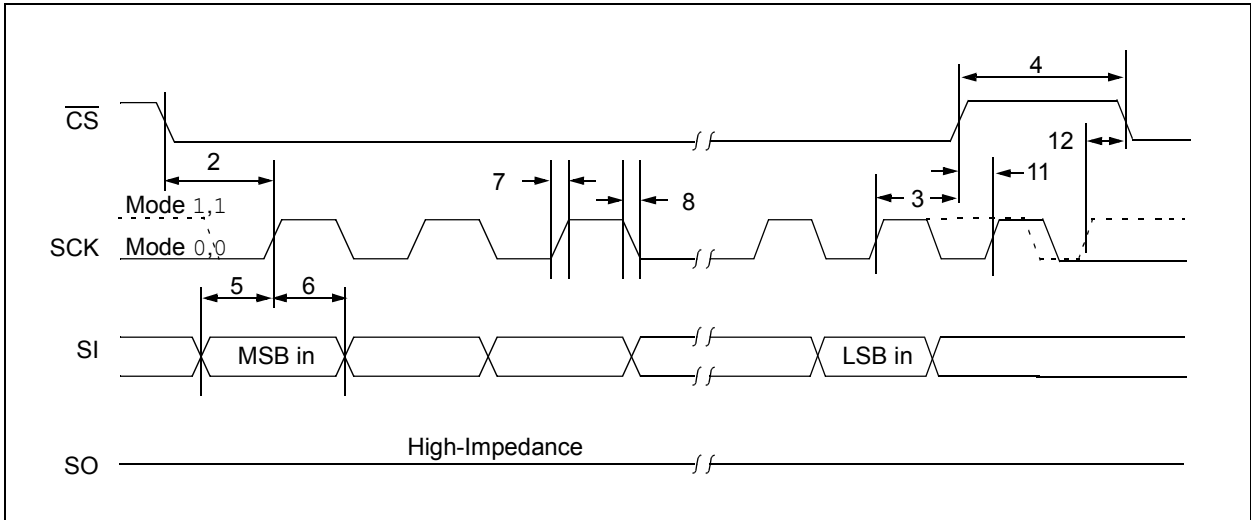 4
CS
12
2
11
7
8
3
Mode 1,1
SCK
Mode 0,0
5
6
SI
MSB in
LSB in
High-Impedance
SO